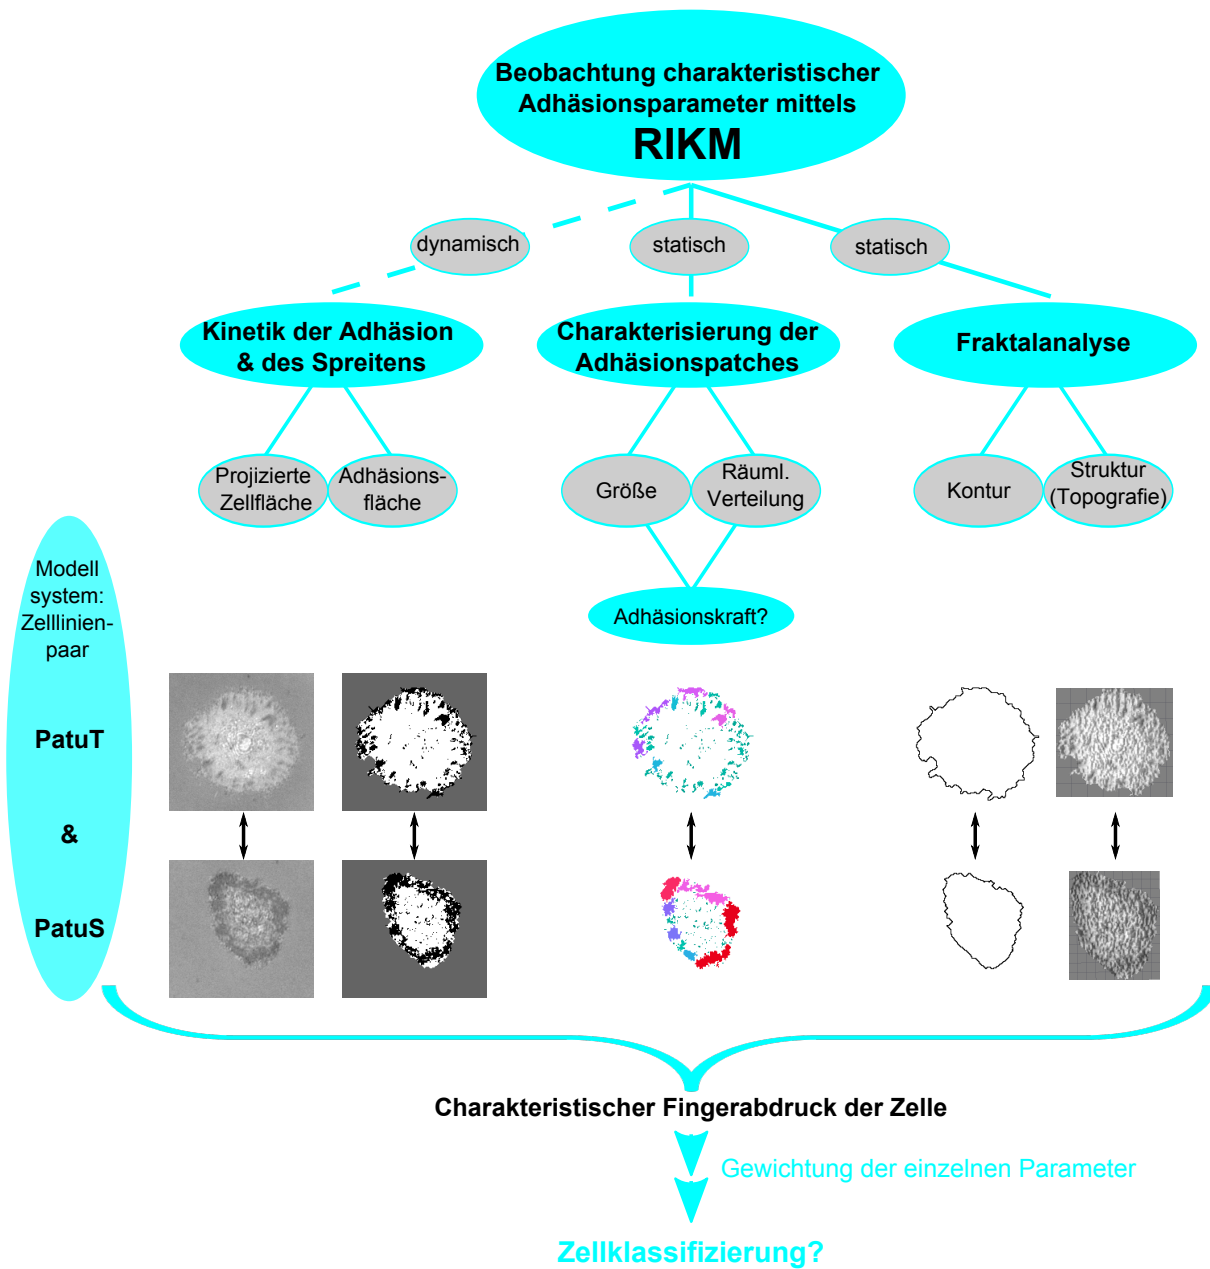 Beobachtung charakteristischer
Adhäsionsparameter mittels
RIKM
dynamisch
statisch
statisch
Kinetik der Adhäsion
& des Spreitens
Charakterisierung der
Adhäsionspatches
Fraktalanalyse
Projizierte
Zellfläche
Adhäsions-
fläche
Größe
Räuml.
Verteilung
Kontur
Struktur
(Topografie)
Adhäsionskraft?
Modell
system:
Zelllinien-
paar
PatuT
&
PatuS
Charakteristischer Fingerabdruck der Zelle
Gewichtung der einzelnen Parameter
Zellklassifizierung?